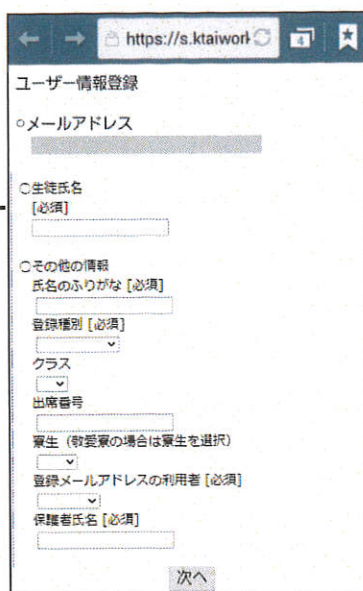 https://s.ktaiwork
4
ユーザー情報登録
○メールアドレス
○生徒氏名
[必須]
○その他の情報
氏名のふりがな [必須]
登録種別 [必須]
クラス
出席番号
寮生（敬愛寮の場合は寮生を選択）
登録メールアドレスの利用者 [必須]
保護者氏名 [必須]
次へ